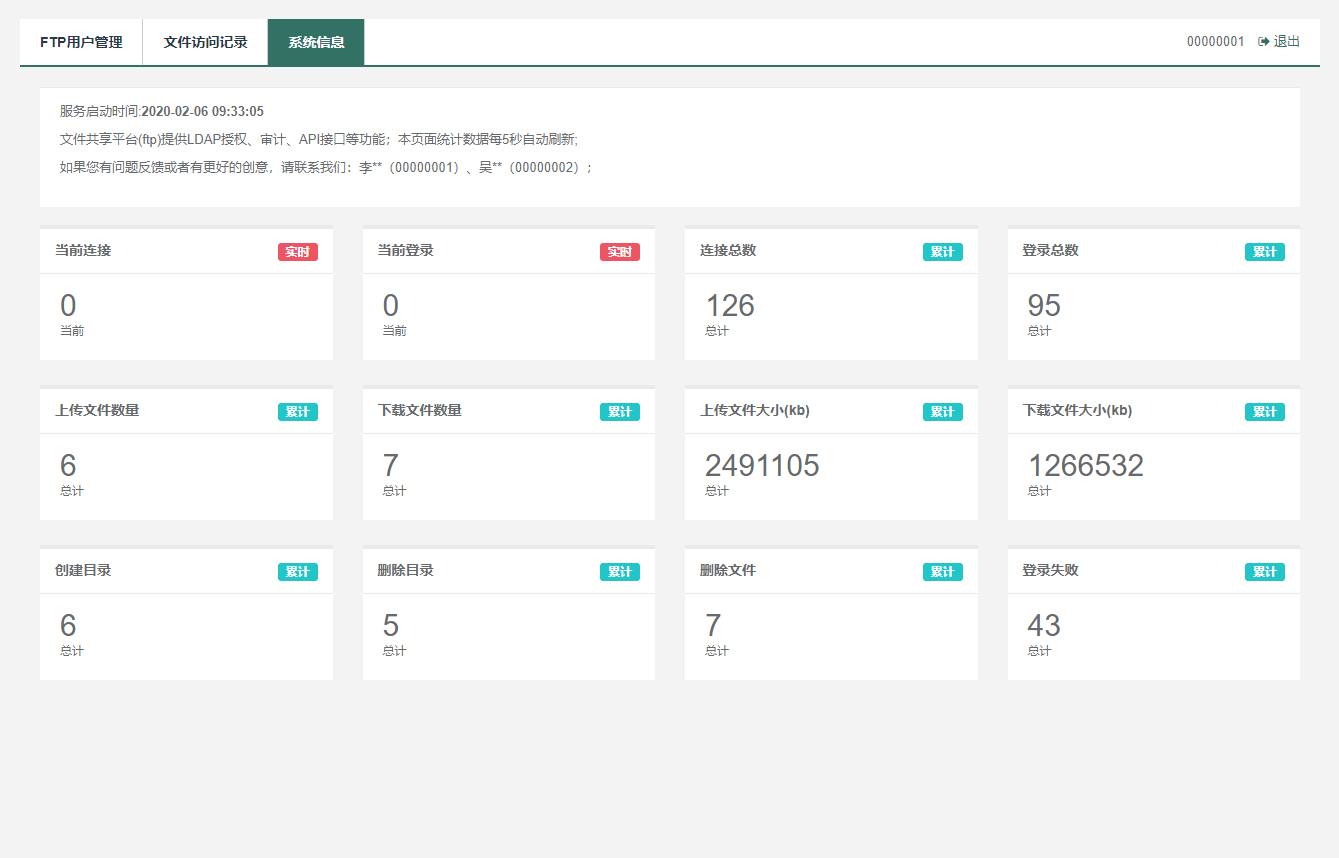 FTP用户管理 文件访问记录 系统信息 00000001 退出
服务启动时间:2020-02-06 09:33:05
文件共享平台(ftp)提供LDAP授权、审计、API接口等功能；本页面统计数据每5秒自动刷新;
如果您有问题反馈或者有更好的创意，请联系我们：李**（00000001）、吴**（00000002）；
当前连接 实时 当前登录 实时 连接总数 累计 登录总数 累计
0 0 126 95
当前 当前 总计 总计
上传文件数量 累计 下载文件数量 累计 上传文件大小(kb) 累计 下载文件大小(kb) 累计
6 7 2491105 1266532
总计 总计 总计 总计
创建目录 累计 删除目录 累计 删除文件 累计 登录失败 累计
6 5 7 43
总计 总计 总计 总计